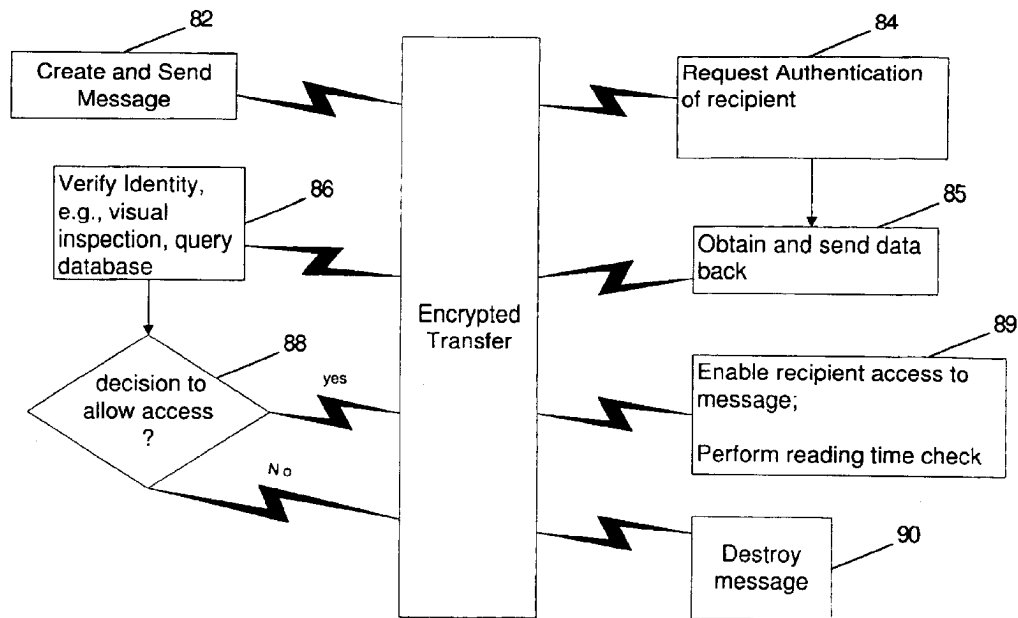 82
Create and Send
Message
84
Request Authentication
of recipient
86
Verify Identity,
e.g., visual
inspection, query
database
85
Obtain and send data
back
Encrypted
Transfer
88
decision to
allow access
?
yes
No
89
Enable recipient access to
message;
Perform reading time check
90
Destroy
message